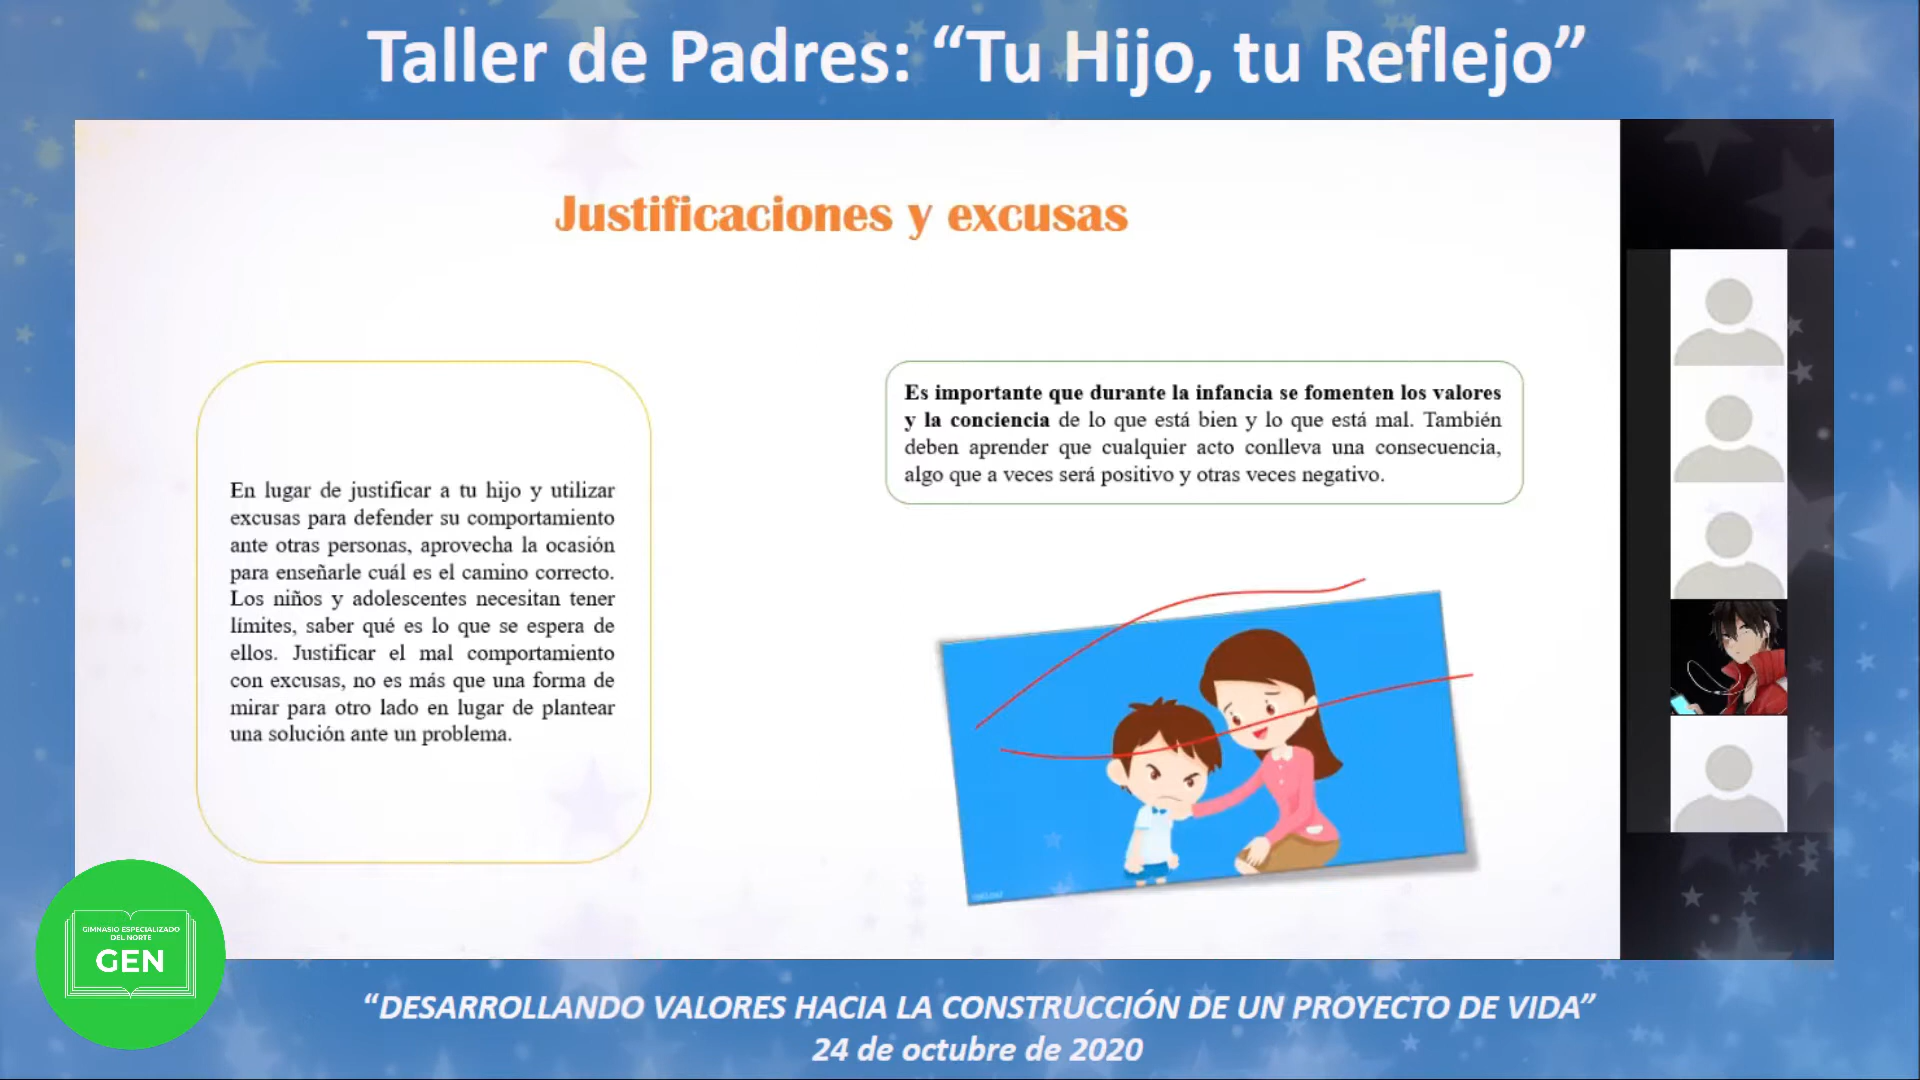 Taller de Padres: “Tu Hijo, tu Reflejo”
Justificaciones y excusas
En lugar de justificar a tu hijo y utilizar
excusas para defender su comportamiento
ante otras personas, aprovecha la ocasión
para enseñarle cuál es el camino correcto.
Los niños y adolescentes necesitan tener
límites, saber qué es lo que se espera de
ellos. Justificar el mal comportamiento
con excusas, no es más que una forma de
mirar para otro lado en lugar de plantear
una solución ante un problema.
Es importante que durante la infancia se fomenten los valores
y la conciencia de lo que está bien y lo que está mal. También
deben aprender que cualquier acto conlleva una consecuencia,
algo que a veces será positivo y otras veces negativo.
GIMNASIO ESPECIALIZADO
DEL NORTE
GEN
“DESARROLLANDO VALORES HACIA LA CONSTRUCCIÓN DE UN PROYECTO DE VIDA”
24 de octubre de 2020